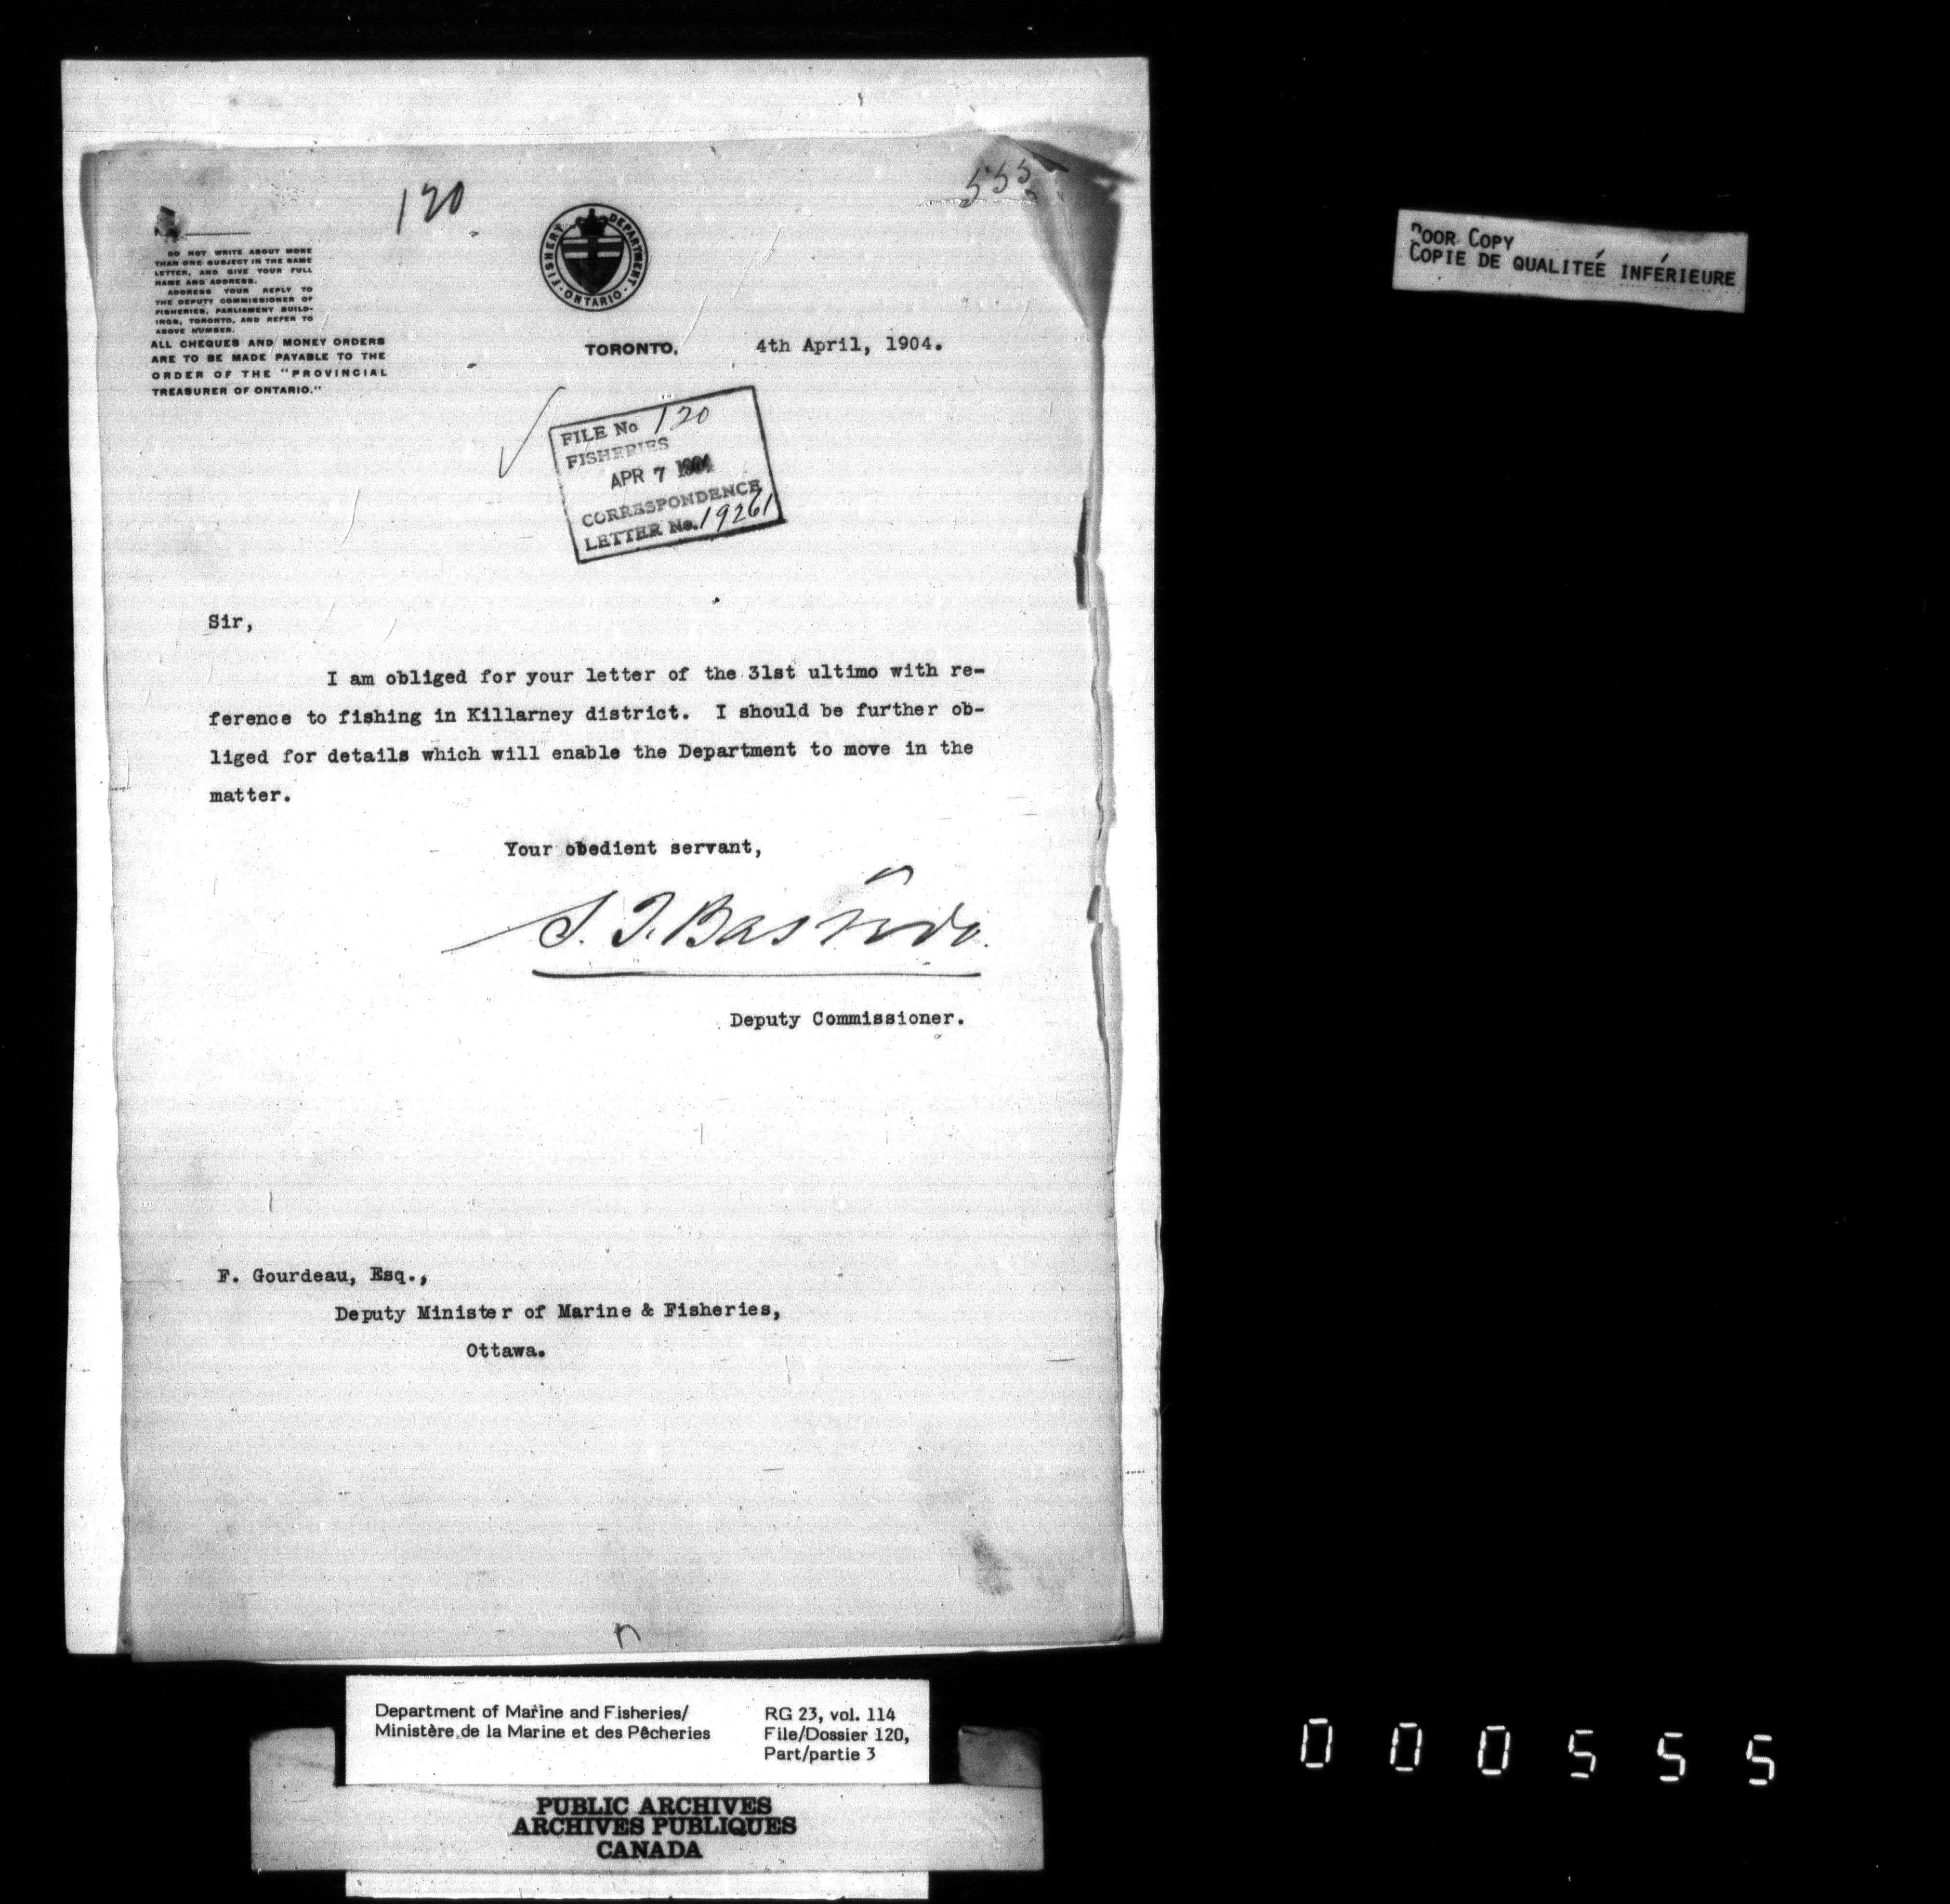 120
555
DO NOT WRITE ABOUT MORE
THAN ONE SUBJECT IN THE SAME
LETTER, AND GIVE YOUR FULL
NAME AND ADDRESS.
ADDRESS YOUR REPLY TO
THE DEPUTY COMMISSIONER OF
FISHERIES, PARLIAMENT BUILD-
INGS, TORONTO, AND REFER TO
ABOVE NUMBER.
ALL CHEQUES AND MONEY ORDERS
ARE TO BE MADE PAYABLE TO THE
ORDER OF THE "PROVINCIAL
TREASURER OF ONTARIO."
FISHERY DEPARTMENT
ONTARIO
TORONTO, 4th April, 1904.
FILE No 120
FISHERIES
APR 7 1904
CORRESPONDENCE
LETTER No. 19261
Sir,
I am obliged for your letter of the 31st ultimo with re-
ference to fishing in Killarney district. I should be further ob-
liged for details which will enable the Department to move in the
matter.
Your obedient servant,
S. T. Bastedo.
Deputy Commissioner.
F. Gourdeau, Esq.,
Deputy Minister of Marine & Fisheries,
Ottawa.
POOR COPY
COPIE DE QUALITEÉ INFÉRIEURE
Department of Marine and Fisheries/
Ministère de la Marine et des Pêcheries
RG 23, vol. 114
File/Dossier 120,
Part/partie 3
PUBLIC ARCHIVES
ARCHIVES PUBLIQUES
CANADA
000555